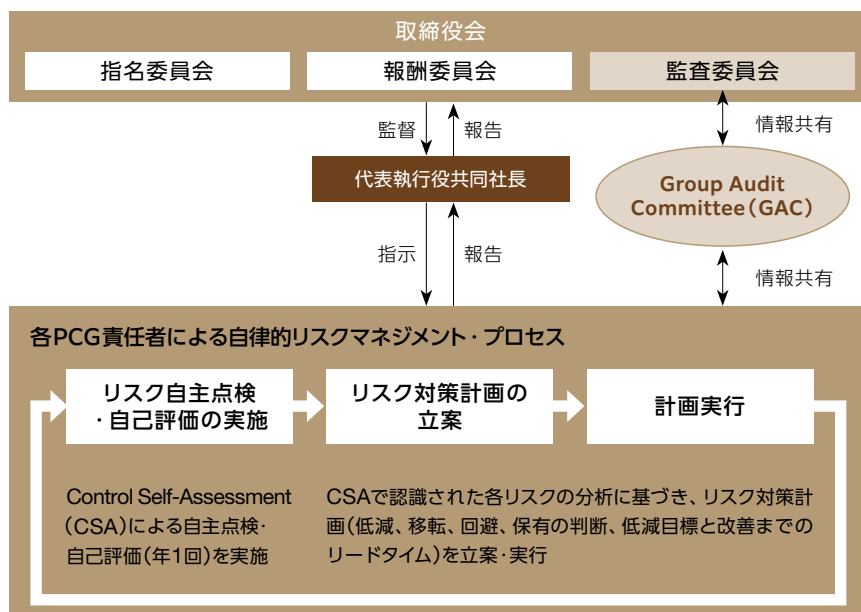 取締役会
指名委員会
報酬委員会
監査委員会
監督
報告
情報共有
代表執行役共同社長
Group Audit
Committee(GAC)
指示
報告
情報共有
各PCG責任者による自律的リスクマネジメント・プロセス
リスク自主点検
・自己評価の実施
リスク対策計画の
立案
計画実行
Control Self-Assessment
(CSA)による自主点検・
自己評価(年1回)を実施
CSAで認識された各リスクの分析に基づき、リスク対策計
画(低減、移転、回避、保有の判断、低減目標と改善までの
リードタイム)を立案・実行